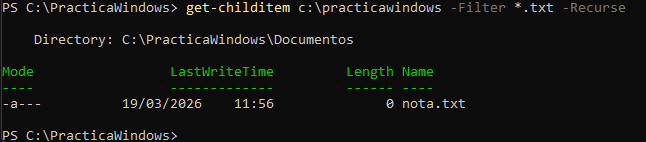 PS C:\PracticaWindows> get-childitem c:\practicawindows -Filter *.txt -Recurse
Directory: C:\PracticaWindows\Documentos
Mode LastWriteTime Length Name
---- ------------- ------ ----
-a--- 19/03/2026 11:56 0 nota.txt
PS C:\PracticaWindows>